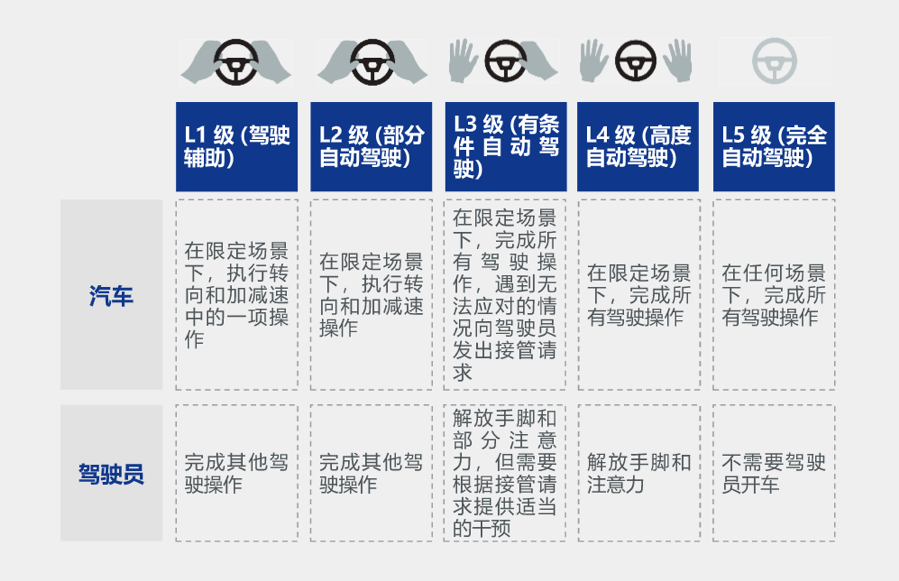 L1 级 (驾驶
辅助)
L2 级 (部分
自动驾驶)
L3 级 (有条
件自动驾
驶)
L4 级 (高度
自动驾驶)
L5 级 (完全
自动驾驶)
汽车
在限定场景
下，执行转
向和加减速
中的一项操
作
在限定场景
下，执行转
向和加减速
操作
在限定场景
下，完成所
有驾驶操
作，遇到无
法应对的情
况向驾驶员
发出接管请
求
在限定场景
下，完成所
有驾驶操作
在任何场景
下，完成所
有驾驶操作
驾驶员
完成其他驾
驶操作
完成其他驾
驶操作
解放手脚和
部分注意
力，但需要
根据接管请
求提供适当
的干预
解放手脚和
注意力
不需要驾驶
员开车